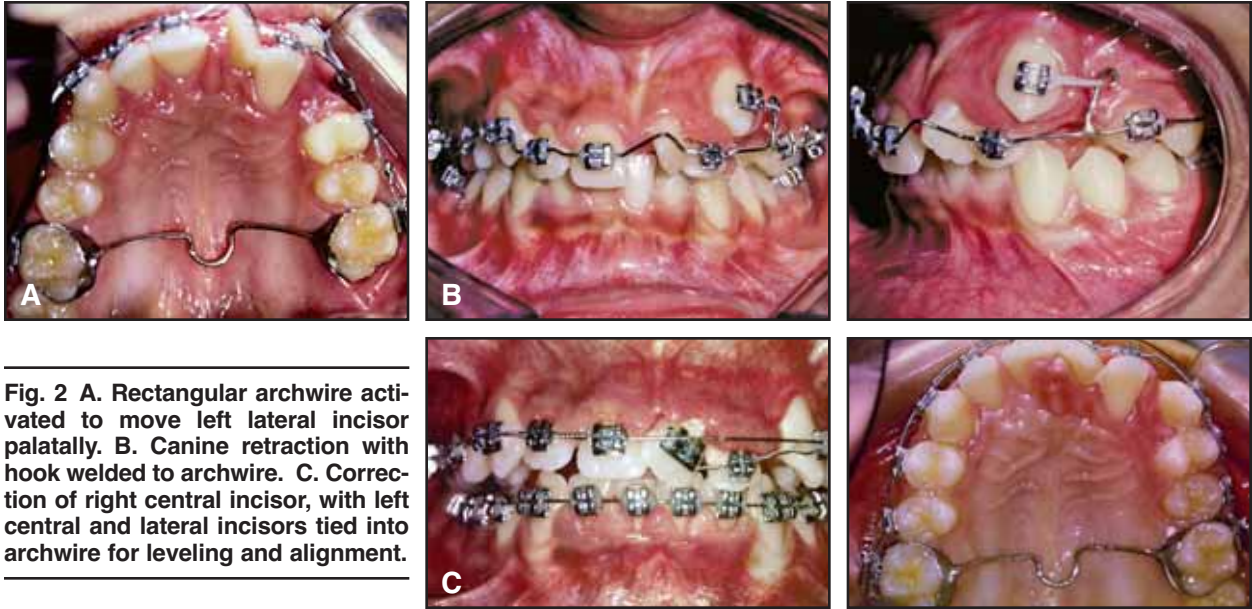 A
B
Fig. 2 A. Rectangular archwire acti-
vated to move left lateral incisor
palatally. B. Canine retraction with
hook welded to archwire. C. Correc-
tion of right central incisor, with left
central and lateral incisors tied into
archwire for leveling and alignment.
C